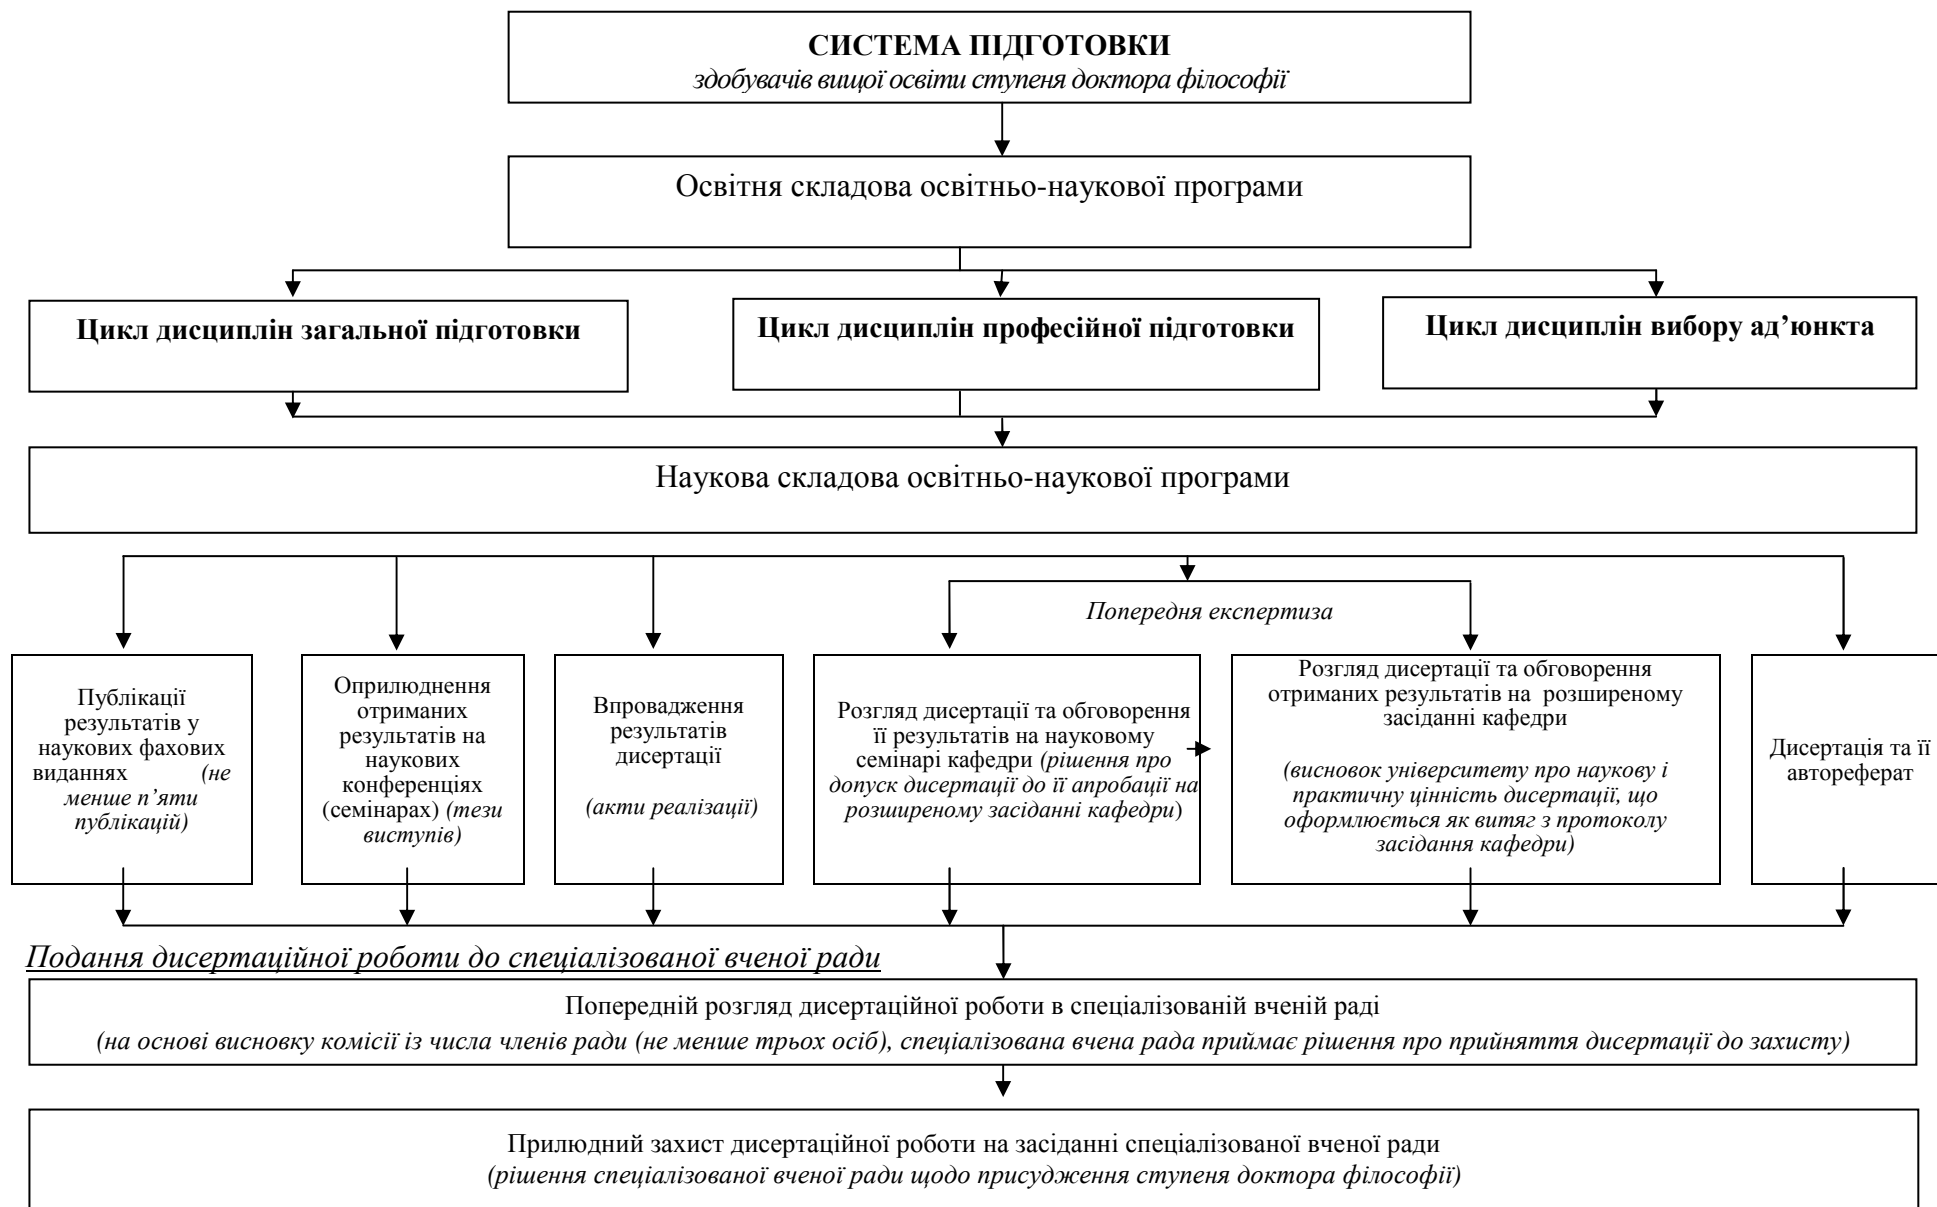 СИСТЕМА ПІДГОТОВКИ
здобувачів вищої освіти ступеня доктора філософії
Освітня складова освітньо-наукової програми
Цикл дисциплін загальної підготовки
Цикл дисциплін професійної підготовки
Цикл дисциплін вибору ад’юнкта
Наукова складова освітньо-наукової програми
Попередня експертиза
Публікації
результатів у
наукових фахових
виданнях (не
менше п’яти
публікацій)
Оприлюднення
отриманих
результатів на
наукових
конференціях
(семінарах) (тези
виступів)
Впровадження
результатів
дисертації
(акти реалізації)
Розгляд дисертації та обговорення
її результатів на науковому
семінарі кафедри (рішення про
допуск дисертації до її апробації на
розширеному засіданні кафедри)
Розгляд дисертації та обговорення
отриманих результатів на розширеному
засіданні кафедри
(висновок університету про наукову і
практичну цінність дисертації, що
оформлюється як витяг з протоколу
засідання кафедри)
Дисертація та її
автореферат
Подання дисертаційної роботи до спеціалізованої вченої ради
Попередній розгляд дисертаційної роботи в спеціалізованій вченій раді
(на основі висновку комісії із числа членів ради (не менше трьох осіб), спеціалізована вчена рада приймає рішення про прийняття дисертації до захисту)
Прилюдний захист дисертаційної роботи на засіданні спеціалізованої вченої ради
(рішення спеціалізованої вченої ради щодо присудження ступеня доктора філософії)